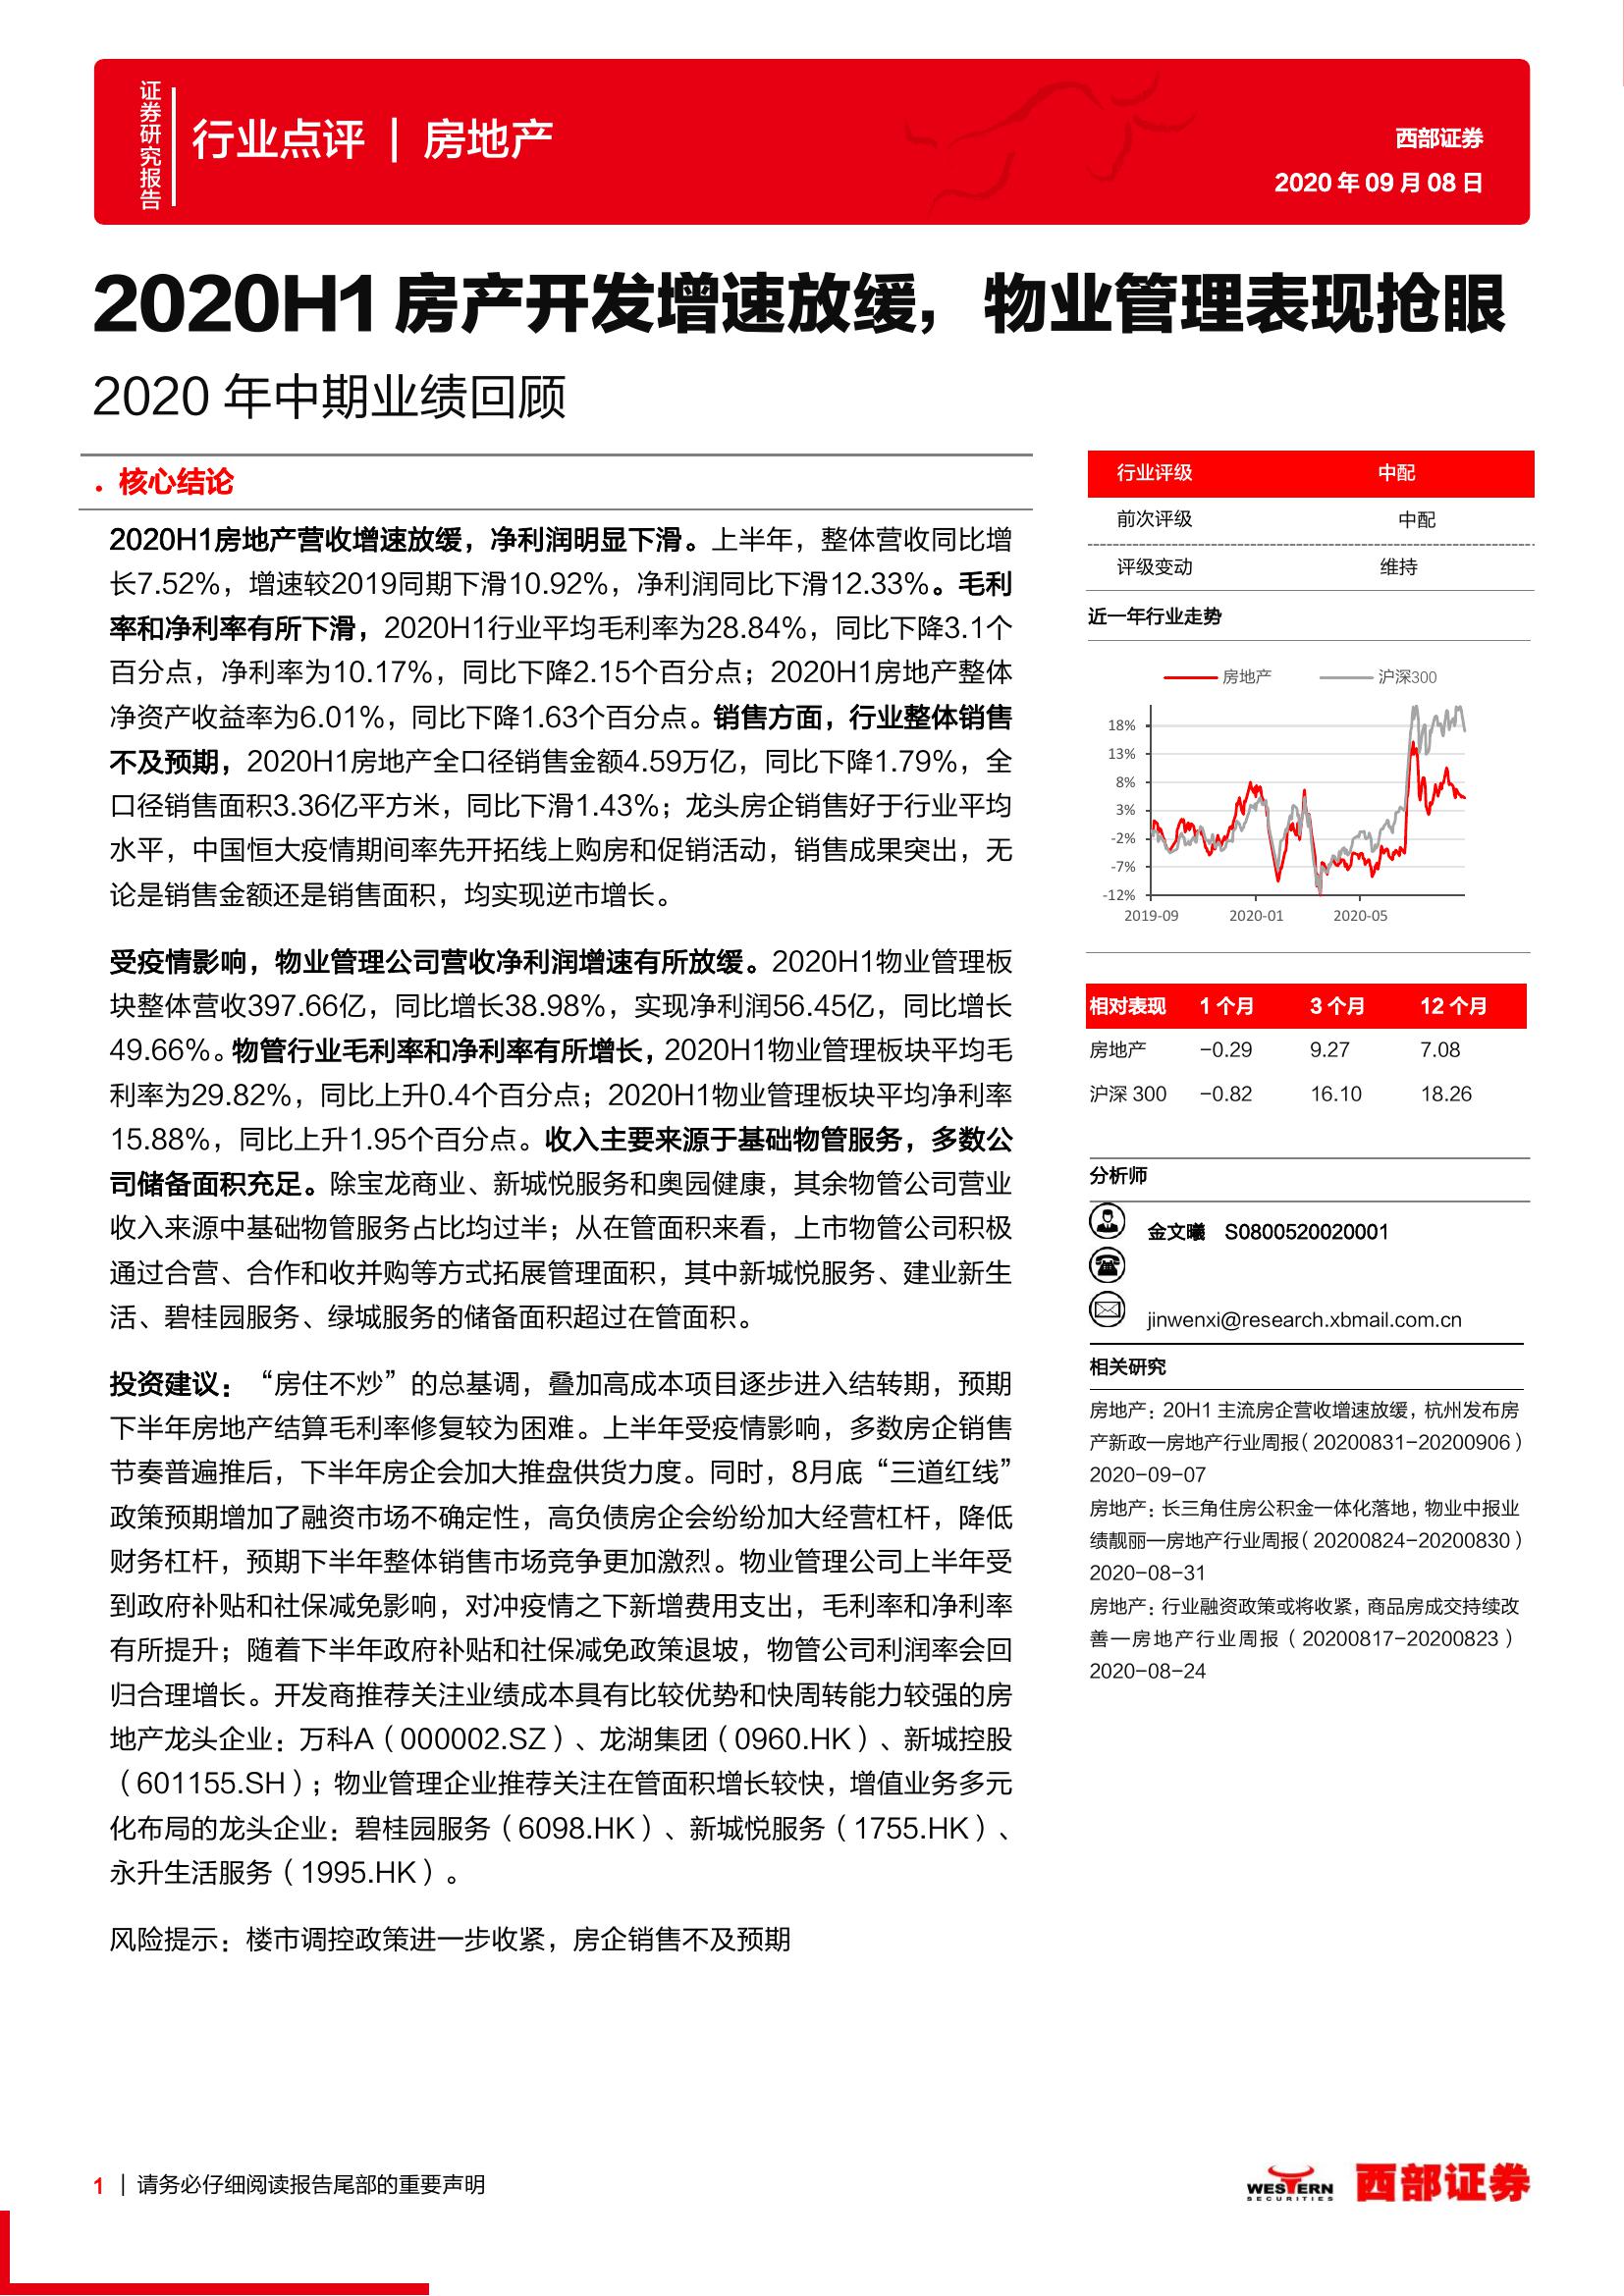 证券研究报告
行业点评 | 房地产
西部证券
2020 年 09 月 08 日
2020H1 房产开发增速放缓，物业管理表现抢眼
2020 年中期业绩回顾
• 核心结论
2020H1房地产营收增速放缓，净利润明显下滑。上半年，整体营收同比增
长7.52%，增速较2019同期下滑10.92%，净利润同比下滑12.33%。毛利
率和净利率有所下滑，2020H1行业平均毛利率为28.84%，同比下降3.1个
百分点，净利率为10.17%，同比下降2.15个百分点；2020H1房地产整体
净资产收益率为6.01%，同比下降1.63个百分点。销售方面，行业整体销售
不及预期，2020H1房地产全口径销售金额4.59万亿，同比下降1.79%，全
口径销售面积3.36亿平方米，同比下滑1.43%；龙头房企销售好于行业平均
水平，中国恒大疫情期间率先开拓线上购房和促销活动，销售成果突出，无
论是销售金额还是销售面积，均实现逆市增长。
受疫情影响，物业管理公司营收净利润增速有所放缓。2020H1物业管理板
块整体营收397.66亿，同比增长38.98%，实现净利润56.45亿，同比增长
49.66%。物管行业毛利率和净利率有所增长，2020H1物业管理板块平均毛
利率为29.82%，同比上升0.4个百分点；2020H1物业管理板块平均净利率
15.88%，同比上升1.95个百分点。收入主要来源于基础物管服务，多数公
司储备面积充足。除宝龙商业、新城悦服务和奥园健康，其余物管公司营业
收入来源中基础物管服务占比均过半；从在管面积来看，上市物管公司积极
通过合营、合作和收并购等方式拓展管理面积，其中新城悦服务、建业新生
活、碧桂园服务、绿城服务的储备面积超过在管面积。
投资建议：“房住不炒”的总基调，叠加高成本项目逐步进入结转期，预期
下半年房地产结算毛利率修复较为困难。上半年受疫情影响，多数房企销售
节奏普遍推后，下半年房企会加大推盘供货力度。同时，8月底“三道红线”
政策预期增加了融资市场不确定性，高负债房企会纷纷加大经营杠杆，降低
财务杠杆，预期下半年整体销售市场竞争更加激烈。物业管理公司上半年受
到政府补贴和社保减免影响，对冲疫情之下新增费用支出，毛利率和净利率
有所提升；随着下半年政府补贴和社保减免政策退坡，物管公司利润率会回
归合理增长。开发商推荐关注业绩成本具有比较优势和快周转能力较强的房
地产龙头企业：万科A（000002.SZ）、龙湖集团（0960.HK）、新城控股
（601155.SH）；物业管理企业推荐关注在管面积增长较快，增值业务多元
化布局的龙头企业：碧桂园服务（6098.HK）、新城悦服务（1755.HK）、
永升生活服务（1995.HK）。
风险提示：楼市调控政策进一步收紧，房企销售不及预期
行业评级 中配
前次评级 中配
评级变动 维持
近一年行业走势
房地产 沪深300
18%
13%
8%
3%
-2%
-7%
-12%
2019-09 2020-01 2020-05
相对表现 1 个月 3 个月 12 个月
房地产 -0.29 9.27 7.08
沪深 300 -0.82 16.10 18.26
分析师
金文曦 S0800520020001
jinwenxi@research.xbmail.com.cn
相关研究
房地产：20H1 主流房企营收增速放缓，杭州发布房
产新政—房地产行业周报（20200831-20200906）
2020-09-07
房地产：长三角住房公积金一体化落地，物业中报业
绩靓丽—房地产行业周报（20200824-20200830）
2020-08-31
房地产：行业融资政策或将收紧，商品房成交持续改
善—房地产行业周报（20200817-20200823）
2020-08-24
1 | 请务必仔细阅读报告尾部的重要声明
WESTERN
SECURITIES
西部证券